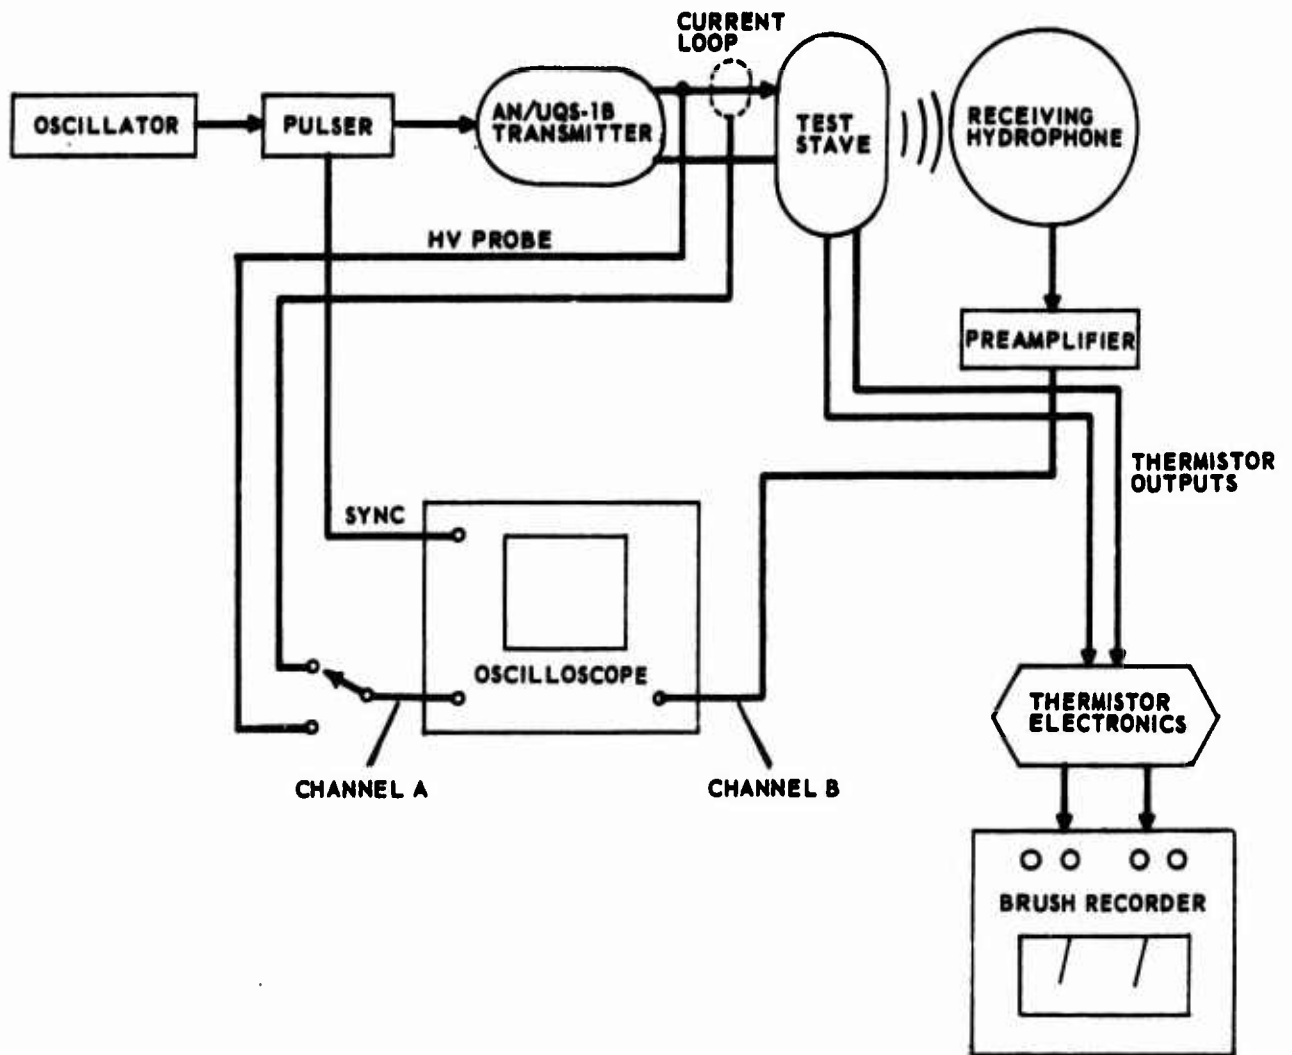 CURRENT
LOOP
OSCILLATOR
PULSER
AN/UQS-1B
TRANSMITTER
TEST
STAVE
RECEIVING
HYDROPHONE
HV PROBE
PREAMPLIFIER
THERMISTOR
OUTPUTS
SYNC
OSCILLOSCOPE
THERMISTOR
ELECTRONICS
CHANNEL A
CHANNEL B
BRUSH RECORDER